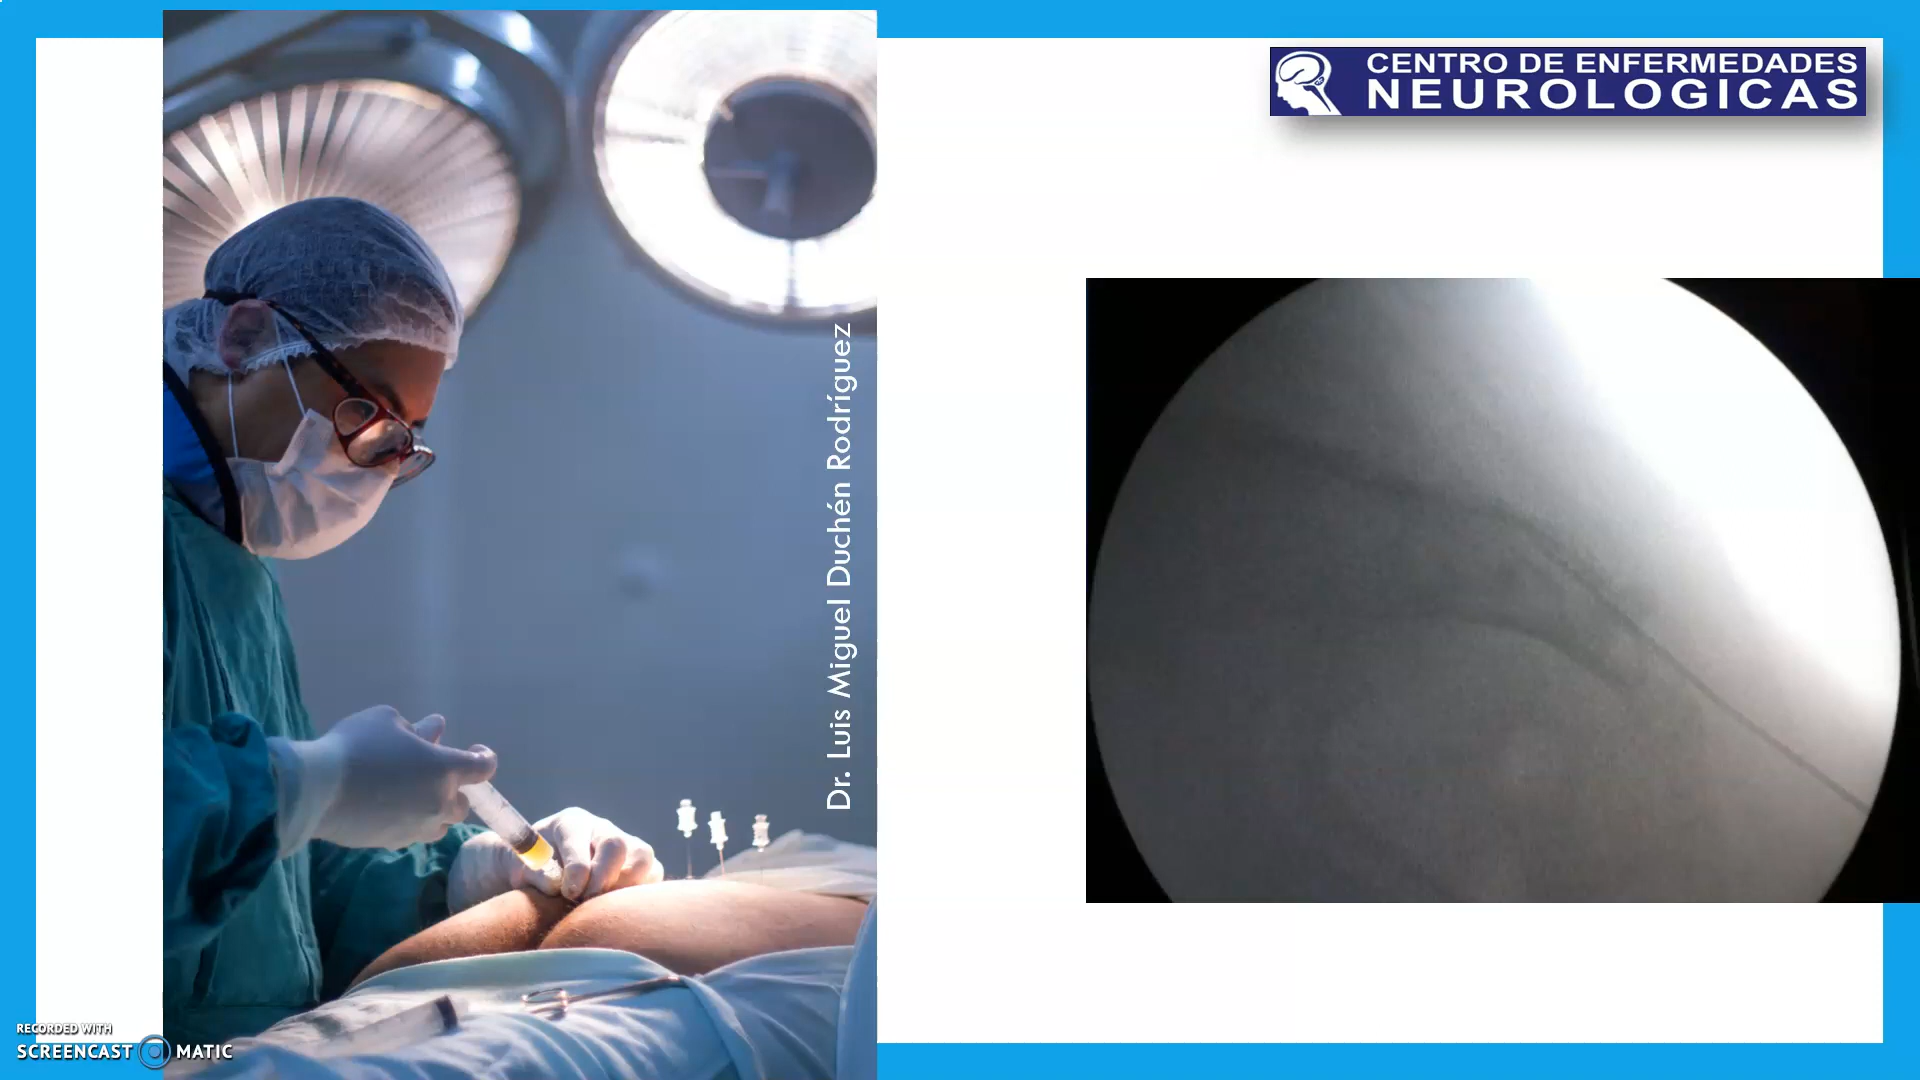 CENTRO DE ENFERMEDADES
NEUROLOGICAS
Dr. Luis Miguel Duchén Rodríguez
RECORDED WITH
SCREENCAST MATIC